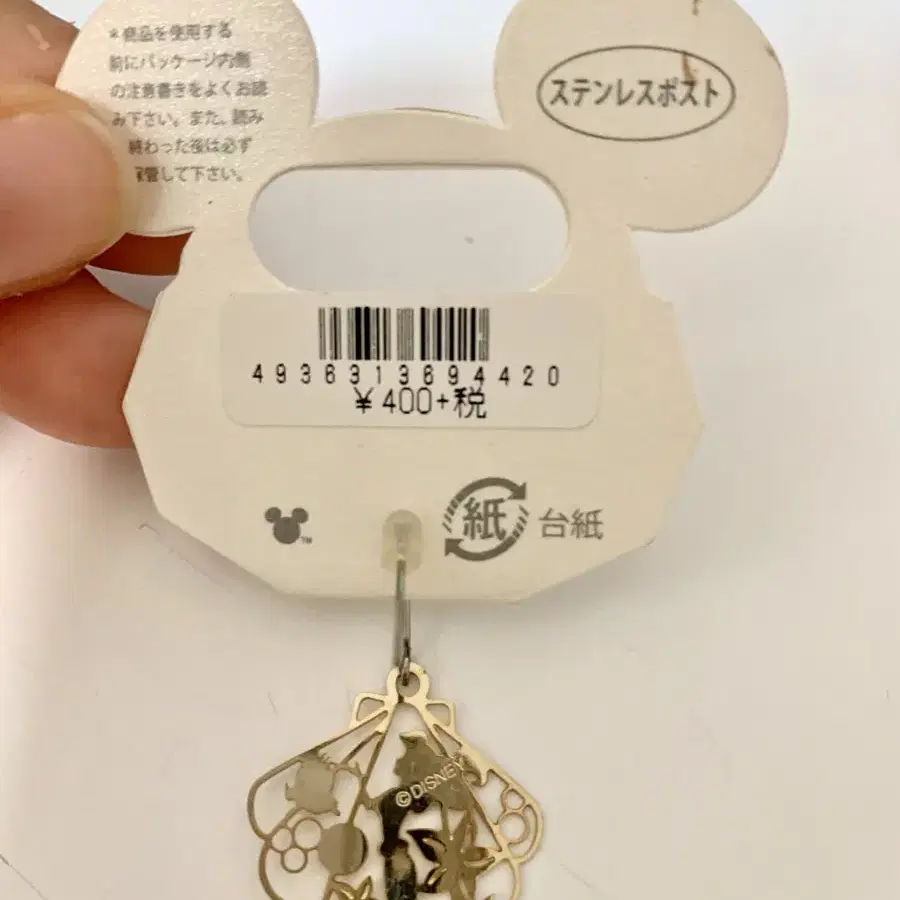 *商品を使用する
前にパッケージ内側
の注意書きをよくお読
み下さい。また、読み
終わった後は必ず
保管して下さい。
ステンレスポスト
4936313694420
¥400+税
TM
紙 台紙
©DISNEY